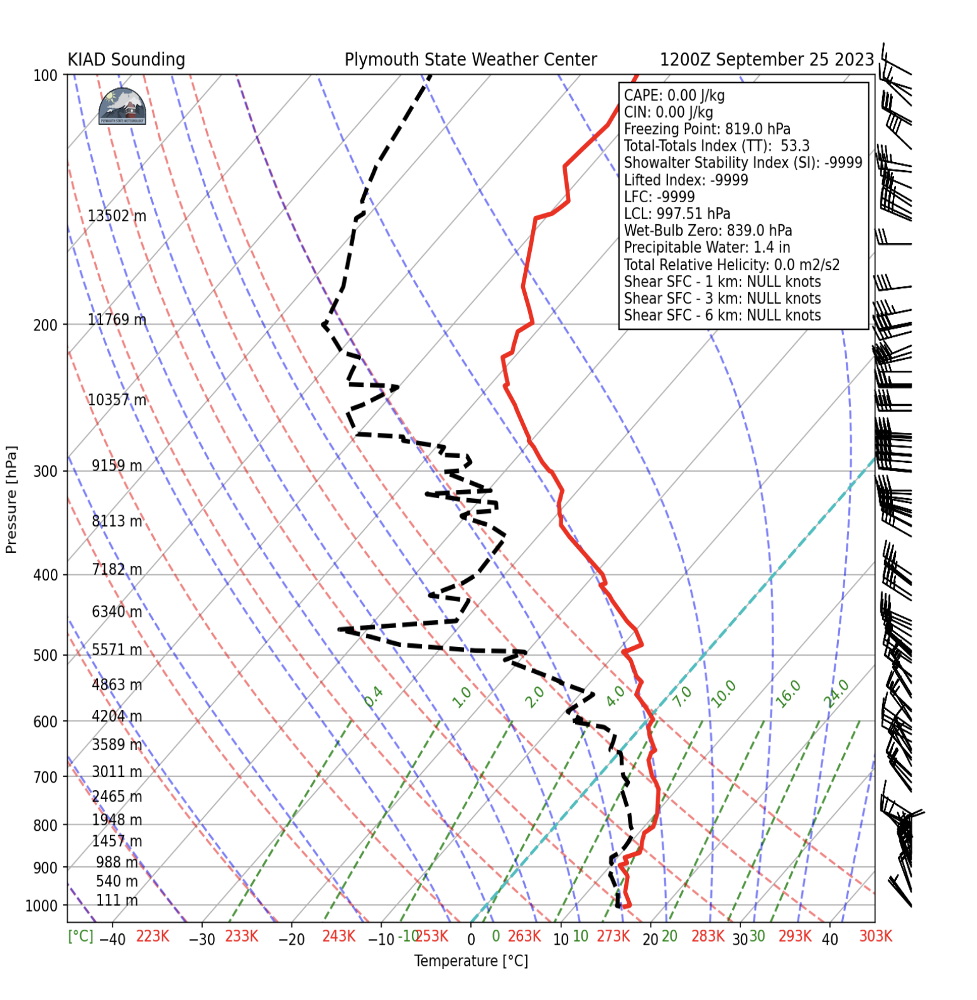 KIAD Sounding
Plymouth State Weather Center
1200Z September 25 2023
CAPE: 0.00 J/kg
CIN: 0.00 J/kg
Freezing Point: 819.0 hPa
Total-Totals Index (TT):  53.3
Showalter Stability Index (SI): -9999
Lifted Index: -9999
LFC: -9999
LCL: 997.51 hPa
Wet-Bulb Zero: 839.0 hPa
Precipitable Water: 1.4 in
Total Relative Helicity: 0.0 m2/s2
Shear SFC - 1 km: NULL knots
Shear SFC - 3 km: NULL knots
Shear SFC - 6 km: NULL knots
PLYMOUTH STATE METEOROLOGY
Pressure [hPa]
100
200
300
400
500
600
700
800
900
1000
13502 m
11769 m
10357 m
9159 m
8113 m
7182 m
6340 m
5571 m
4863 m
4204 m
3589 m
3011 m
2465 m
1948 m
1457 m
988 m
540 m
111 m
0.4 1.0 2.0 4.0 7.0 10.0 16.0 24.0
[°C] −40 223K −30 233K −20 243K −10 -10 253K 0 0 263K 10 10 273K 20 20 283K 30 30 293K 40 303K
Temperature [°C]